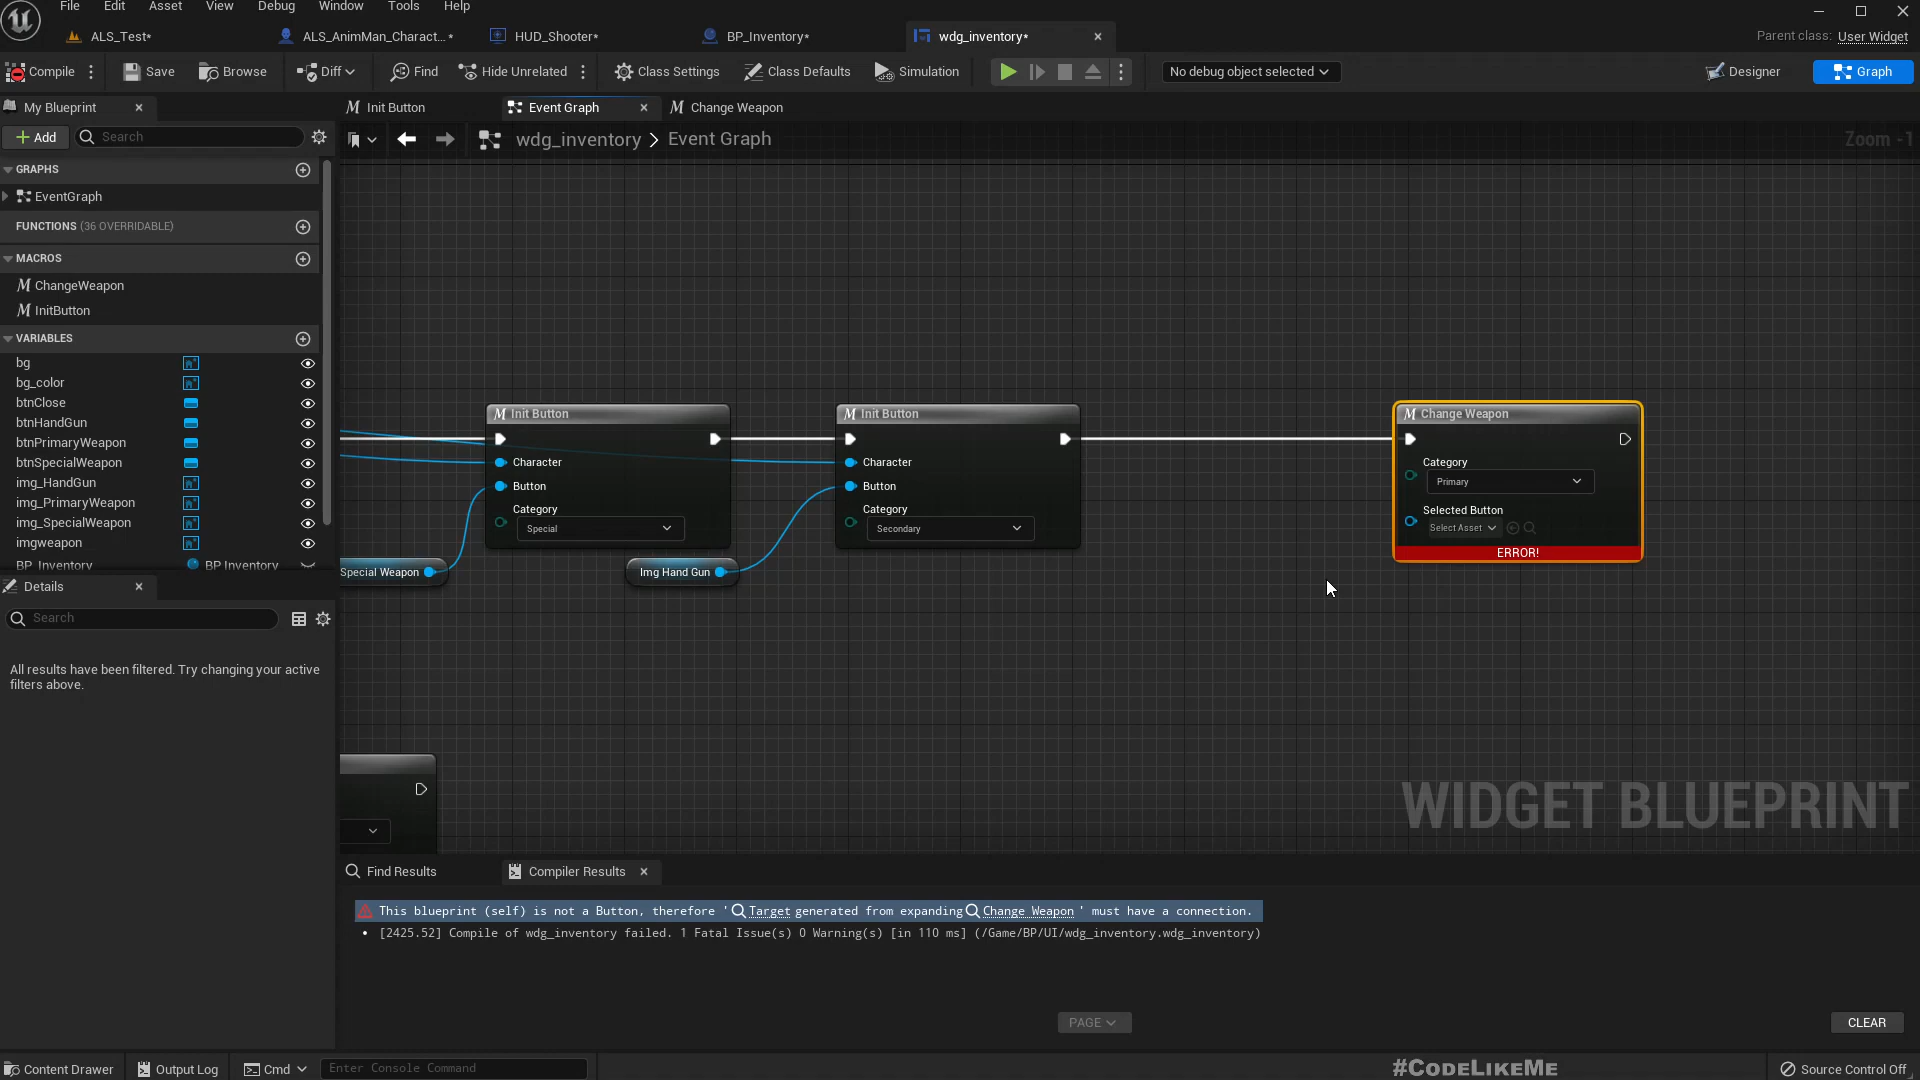 File Edit Asset View Debug Window Tools Help
ALS_Test* ALS_AnimMan_Charact...* HUD_Shooter* BP_Inventory* wdg_inventory* Parent class: User Widget
Compile Save Browse Diff Find Hide Unrelated Class Settings Class Defaults Simulation No debug object selected Designer Graph
My Blueprint Init Button Event Graph Change Weapon
Add Search wdg_inventory > Event Graph Zoom -1
GRAPHS
EventGraph
FUNCTIONS (36 OVERRIDABLE)
MACROS
ChangeWeapon
InitButton
VARIABLES
bg
bg_color
btnClose
btnHandGun
btnPrimaryWeapon
btnSpecialWeapon
img_HandGun
img_PrimaryWeapon
img_SpecialWeapon
imgweapon
BP_Inventory BP Inventory
Details
Search
All results have been filtered. Try changing your active
filters above.
Init Button
Character
Button
Category
Special
Special Weapon
Init Button
Character
Button
Category
Secondary
Img Hand Gun
Change Weapon
Category
Primary
Selected Button
Select Asset
ERROR!
WIDGET BLUEPRINT
Find Results Compiler Results
This blueprint (self) is not a Button, therefore ' Target generated from expanding Change Weapon ' must have a connection.
[2425.52] Compile of wdg_inventory failed. 1 Fatal Issue(s) 0 Warning(s) [in 110 ms] (/Game/BP/UI/wdg_inventory.wdg_inventory)
PAGE CLEAR
Content Drawer Output Log Cmd Enter Console Command #CodeLikeMe Source Control Off